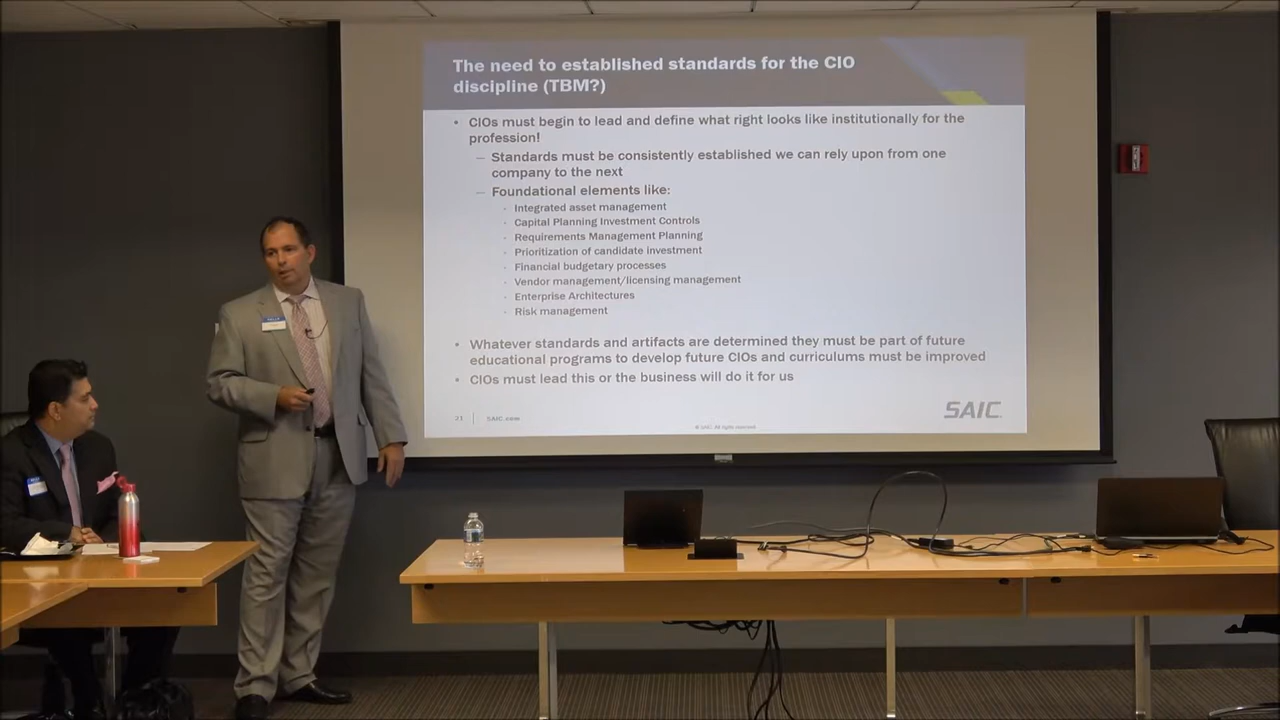 The need to established standards for the CIO
discipline (TBM?)
• CIOs must begin to lead and define what right looks like institutionally for the
profession!
– Standards must be consistently established we can rely upon from one
company to the next
– Foundational elements like:
· Integrated asset management
· Capital Planning Investment Controls
· Requirements Management Planning
· Prioritization of candidate investment
· Financial budgetary processes
· Vendor management/licensing management
· Enterprise Architectures
· Risk management
• Whatever standards and artifacts are determined they must be part of future
educational programs to develop future CIOs and curriculums must be improved
• CIOs must lead this or the business will do it for us
21 | SAIC.com
© SAIC. All rights reserved.
SAIC